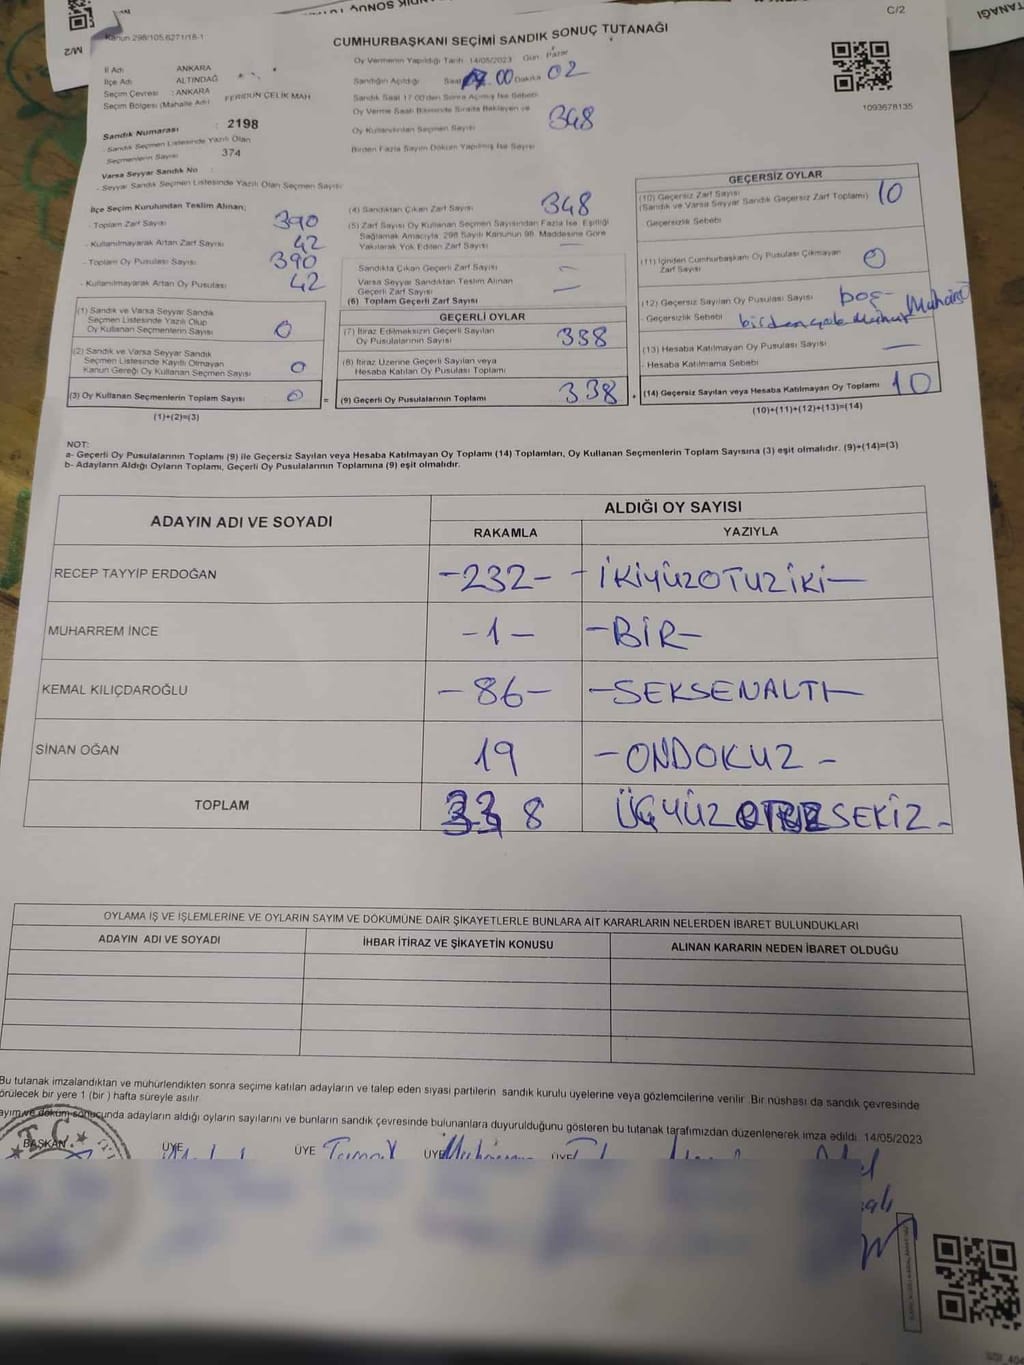 C/2
Kanun 298/105.6271/16-1
CUMHURBAŞKANI SEÇİMİ SANDIK SONUÇ TUTANAĞI
M/2
İl Adı ANKARA
İlçe Adı ALTINDAĞ
Seçim Çevresi : ANKARA
Seçim Bölgesi (Mahalle Adı) FERİDUN ÇELİK MAH
Oy Vermenin Yapıldığı Tarih 14/05/2023 Gün Pazar
Sandığın Açıldığı Saat 17 00 Dakika 02
Sandık Saat 17:00'den Sonra Açılmış İse Sebebi
Oy Verme Saati Bitiminde Sırada Bekleyen ve
Oy Kullandırılan Seçmen Sayısı 348
Birden Fazla Sayım Döküm Yapılmış İse Sayısı
1093678135
Sandık Numarası : 2198
- Sandık Seçmen Listesinde Yazılı Olan
Seçmenlerin Sayısı 374
Varsa Seyyar Sandık No :
- Seyyar Sandık Seçmen Listesinde Yazılı Olan Seçmen Sayısı
İlçe Seçim Kurulundan Teslim Alınan;
- Toplam Zarf Sayısı 390
- Kullanılmayarak Artan Zarf Sayısı 42
- Toplam Oy Pusulası Sayısı 390
- Kullanılmayarak Artan Oy Pusulası 42
(1) Sandık ve Varsa Seyyar Sandık
Seçmen Listesinde Yazılı Olup
Oy Kullanan Seçmenlerin Sayısı 0
(2) Sandık ve Varsa Seyyar Sandık
Seçmen Listesinde Kayıtlı Olmayan
Kanun Gereği Oy Kullanan Seçmen Sayısı 0
(3) Oy Kullanan Seçmenlerin Toplam Sayısı 0 =
(1)+(2)=(3)
(4) Sandıktan Çıkan Zarf Sayısı 348
(5) Zarf Sayısı Oy Kullanan Seçmen Sayısından Fazla İse, Eşitliği
Sağlamak Amacıyla, 298 Sayılı Kanunun 98. Maddesine Göre
Yakılarak Yok Edilen Zarf Sayısı —
Sandıkta Çıkan Geçerli Zarf Sayısı —
Varsa Seyyar Sandıktan Teslim Alınan
Geçerli Zarf Sayısı —
(6) Toplam Geçerli Zarf Sayısı
GEÇERLİ OYLAR
(7) İtiraz Edilmeksizin Geçerli Sayılan
Oy Pusulalarının Sayısı 338
(8) İtiraz Üzerine Geçerli Sayılan veya
Hesaba Katılan Oy Pusulası Toplamı
(9) Geçerli Oy Pusulalarının Toplamı 338 +
GEÇERSİZ OYLAR
(10) Geçersiz Zarf Sayısı 10
(Sandık ve Varsa Seyyar Sandık Geçersiz Zarf Toplamı)
Geçersizlik Sebebi
(11) İçinden Cumhurbaşkanı Oy Pusulası Çıkmayan
Zarf Sayısı 0
(12) Geçersiz Sayılan Oy Pusulası Sayısı boş
- Geçersizlik Sebebi
(13) Hesaba Katılmayan Oy Pusulası Sayısı —
- Hesaba Katılmama Sebebi
(14) Geçersiz Sayılan veya Hesaba Katılmayan Oy Toplamı 10
(10)+(11)+(12)+(13)=(14)
NOT:
a- Geçerli Oy Pusulalarının Toplamı (9) ile Geçersiz Sayılan veya Hesaba Katılmayan Oy Toplamı (14) Toplamları, Oy Kullanan Seçmenlerin Toplam Sayısına (3) eşit olmalıdır. (9)+(14)=(3)
b- Adayların Aldığı Oyların Toplamı, Geçerli Oy Pusulalarının Toplamına (9) eşit olmalıdır.
ADAYIN ADI VE SOYADI ALDIĞI OY SAYISI
RAKAMLA YAZIYLA
RECEP TAYYİP ERDOĞAN -232- -İKİYÜZOTUZİKİ-
MUHARREM İNCE -1- -BİR-
KEMAL KILIÇDAROĞLU -86- -SEKSENALTI-
SİNAN OĞAN 19 -ONDOKUZ-
TOPLAM 338 ÜÇYÜZOTUZSEKİZ-
OYLAMA İŞ VE İŞLEMLERİNE VE OYLARIN SAYIM VE DÖKÜMÜNE DAİR ŞİKAYETLERLE BUNLARA AİT KARARLARIN NELERDEN İBARET BULUNDUKLARI
ADAYIN ADI VE SOYADI İHBAR İTİRAZ VE ŞİKAYETİN KONUSU ALINAN KARARIN NEDEN İBARET OLDUĞU
Bu tutanak imzalandıktan ve mühürlendikten sonra seçime katılan adayların ve talep eden siyasi partilerin sandık kurulu üyelerine veya gözlemcilerine verilir. Bir nüshası da sandık çevresinde
örülecek bir yere 1 (bir ) hafta süreyle asılır.
ayım ve döküm sonucunda adayların aldığı oyların sayılarını ve bunların sandık çevresinde bulunanlara duyurulduğunu gösteren bu tutanak tarafımızdan düzenlenerek imza edildi. 14/05/2023
T.C.
BAŞKAN ÜYE ÜYE ÜYE ÜYE